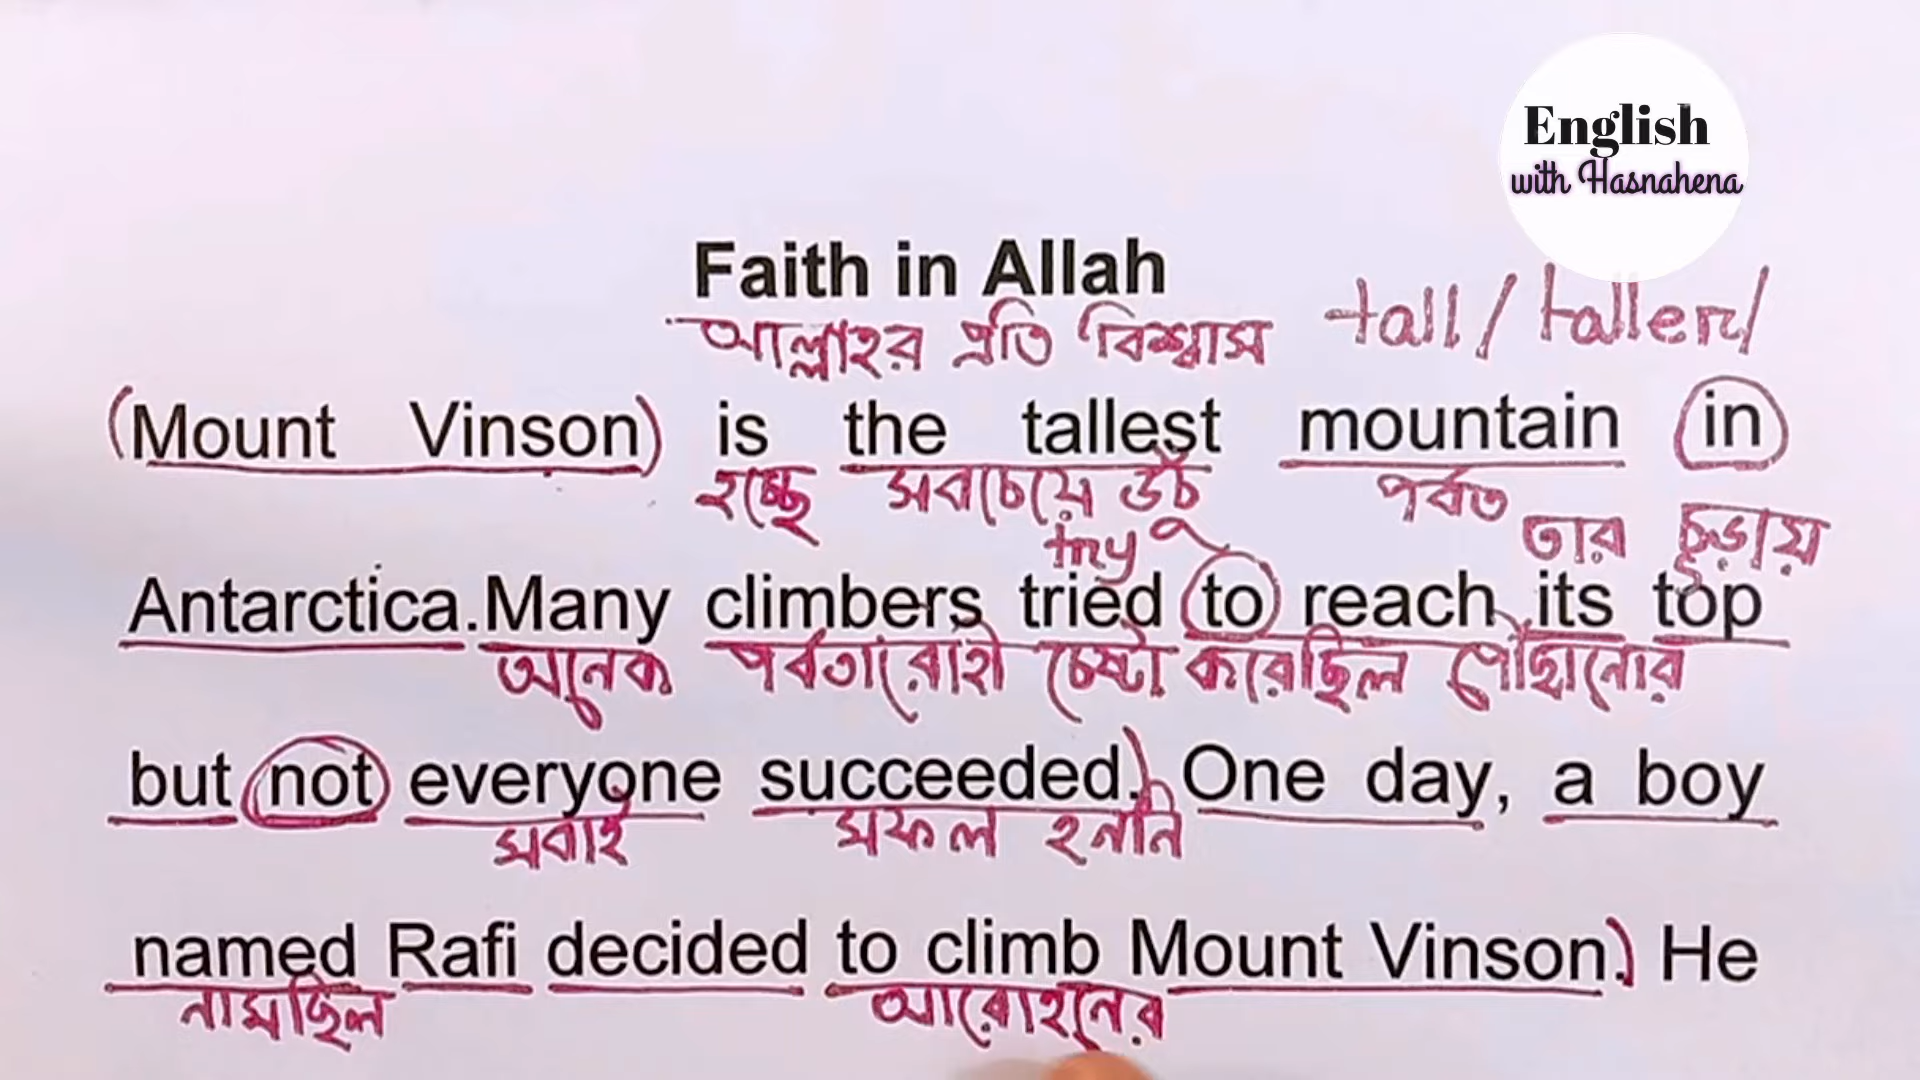 English
with Hasnahena
Faith in Allah
আল্লাহর প্রতি বিশ্বাস tall / taller/
(Mount Vinson) is the tallest mountain in
হচ্ছে সবচেয়ে উঁচু পর্বত
try তার চূড়ায়
Antarctica.Many climbers tried to reach its top
অনেক পর্বতারোহী চেষ্টা করেছিল পৌঁছানোর
but not everyone succeeded.) One day, a boy
সবাই সফল হননি
named Rafi decided to climb Mount Vinson.) He
নামছিল আরোহনের